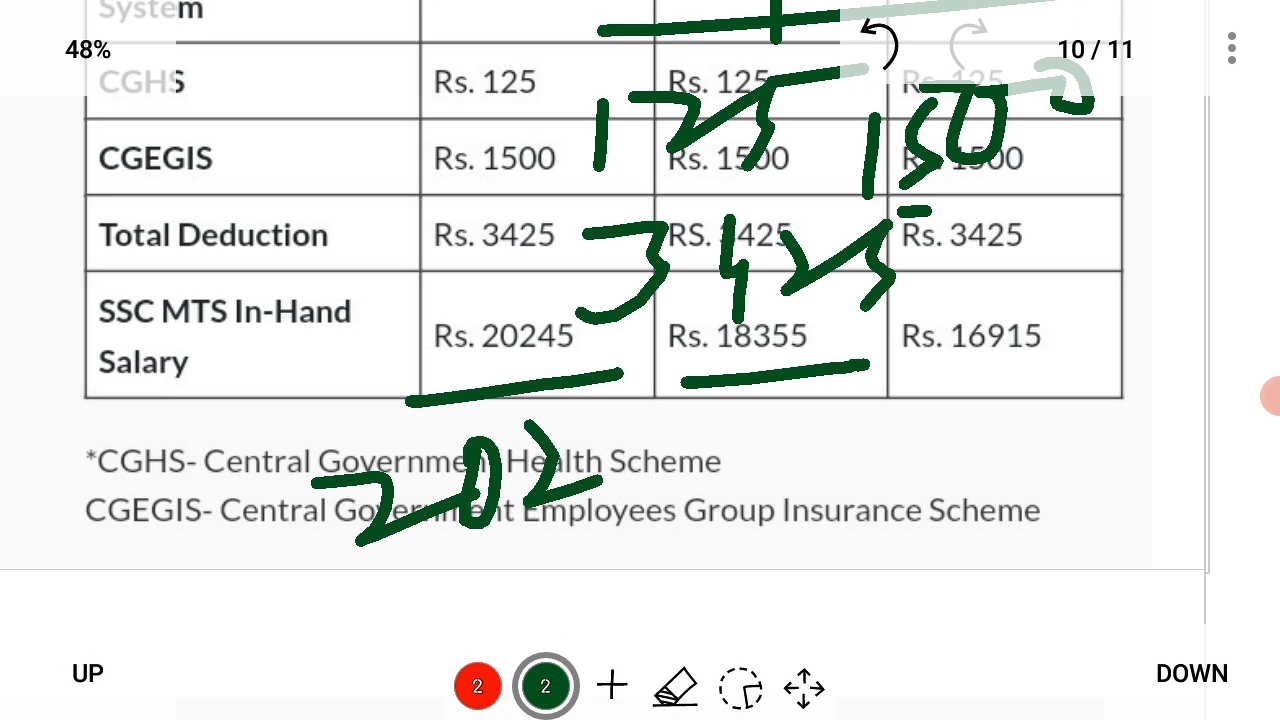 System
48%
10 / 11
CGHS Rs. 125 Rs. 125 Rs. 125
125 1500
CGEGIS Rs. 1500 Rs. 1500 Rs. 1500
Total Deduction Rs. 3425 RS. 3425 Rs. 3425
3425
SSC MTS In-Hand Salary Rs. 20245 Rs. 18355 Rs. 16915
202
*CGHS- Central Government Health Scheme
CGEGIS- Central Government Employees Group Insurance Scheme
UP
2 2
DOWN